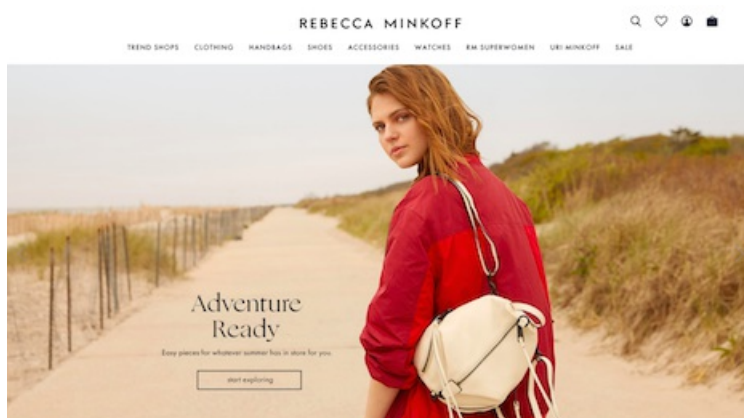 REBECCA MINKOFF
TREND SHOPS CLOTHING HANDBAGS SHOES ACCESSORIES WATCHES RM SUPERWOMEN URI MINKOFF SALE
Adventure
Ready
Easy pieces for whatever summer has in store for you.
start exploring